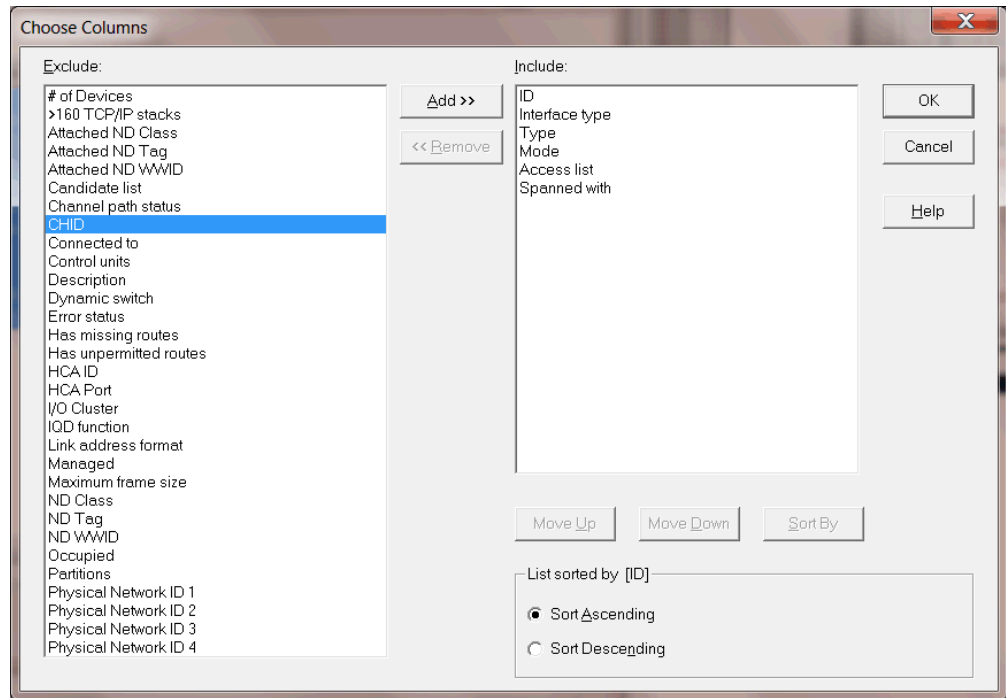 Choose Columns
X
Exclude:
# of Devices
>160 TCP/IP stacks
Attached ND Class
Attached ND Tag
Attached ND WWID
Candidate list
Channel path status
CHID
Connected to
Control units
Description
Dynamic switch
Error status
Has missing routes
Has unpermitted routes
HCA ID
HCA Port
I/O Cluster
IQD function
Link address format
Managed
Maximum frame size
ND Class
ND Tag
ND WWID
Occupied
Partitions
Physical Network ID 1
Physical Network ID 2
Physical Network ID 3
Physical Network ID 4
Add >>
<< Remove
Include:
ID
Interface type
Type
Mode
Access list
Spanned with
OK
Cancel
Help
Move Up
Move Down
Sort By
List sorted by [ID]
Sort Ascending
Sort Descending